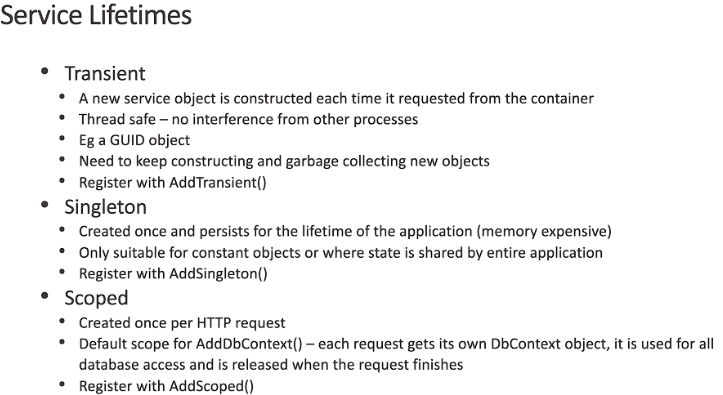 Service Lifetimes
• Transient
• A new service object is constructed each time it requested from the container
• Thread safe – no interference from other processes
• Eg a GUID object
• Need to keep constructing and garbage collecting new objects
• Register with AddTransient()
• Singleton
• Created once and persists for the lifetime of the application (memory expensive)
• Only suitable for constant objects or where state is shared by entire application
• Register with AddSingleton()
• Scoped
• Created once per HTTP request
• Default scope for AddDbContext() – each request gets its own DbContext object, it is used for all
database access and is released when the request finishes
• Register with AddScoped()